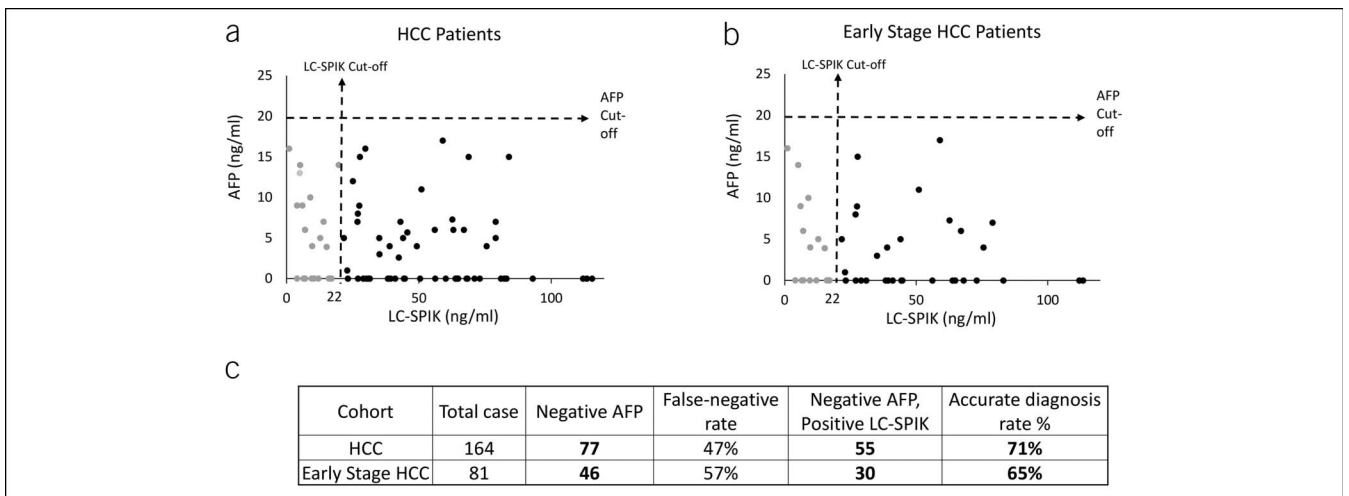 a
HCC Patients
LC-SPIK Cut-off
25
20
15
10
5
0
AFP (ng/ml)
AFP
Cut-
off
0
22
50
100
LC-SPIK (ng/ml)
b
Early Stage HCC Patients
LC-SPIK Cut-off
25
20
15
10
5
0
AFP (ng/ml)
AFP
Cut-
off
0
22
50
100
LC-SPIK (ng/ml)
c
Cohort Total case Negative AFP False-negative rate Negative AFP, Positive LC-SPIK Accurate diagnosis rate %
HCC 164 77 47% 55 71%
Early Stage HCC 81 46 57% 30 65%